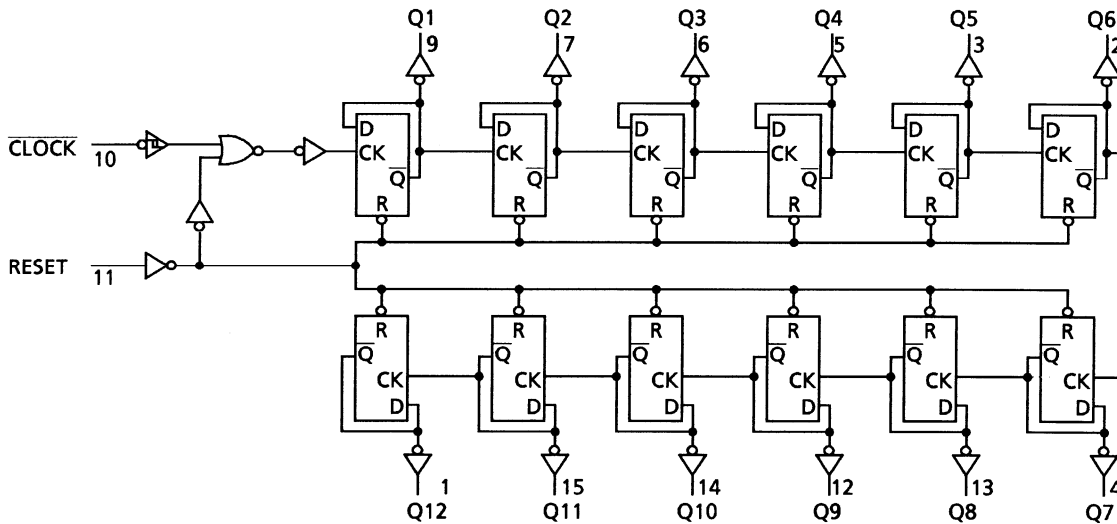 Q1 Q2 Q3 Q4 Q5 Q6
9 7 6 5 3 2
D D D D D D
CLOCK 10 CK CK CK CK CK CK
Q Q Q Q Q Q
R R R R R R
RESET 11
R R R R R R
Q Q Q Q Q Q
CK CK CK CK CK CK
D D D D D D
1 15 14 12 13 4
Q12 Q11 Q10 Q9 Q8 Q7